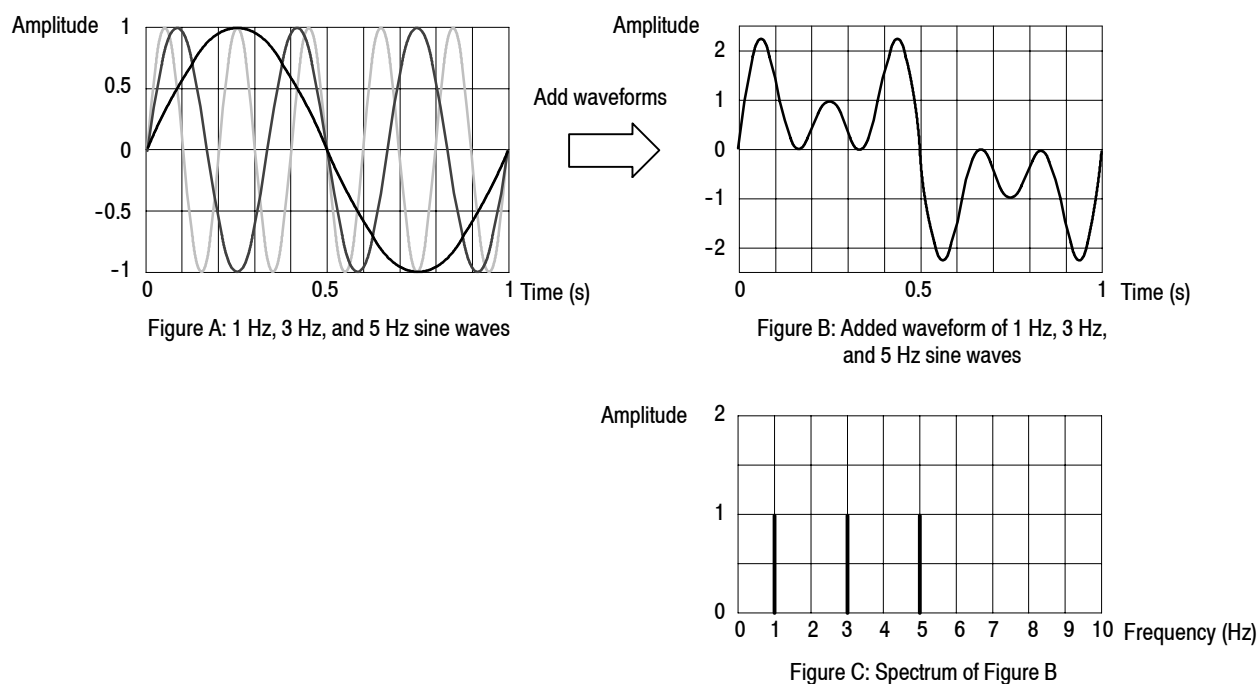 Amplitude
1
0.5
0
-0.5
-1
0
0.5
1
Time (s)
Figure A: 1 Hz, 3 Hz, and 5 Hz sine waves
Add waveforms
Amplitude
2
1
0
-1
-2
0
0.5
1
Time (s)
Figure B: Added waveform of 1 Hz, 3 Hz,
and 5 Hz sine waves
Amplitude
2
1
0
0 1 2 3 4 5 6 7 8 9 10 Frequency (Hz)
Figure C: Spectrum of Figure B